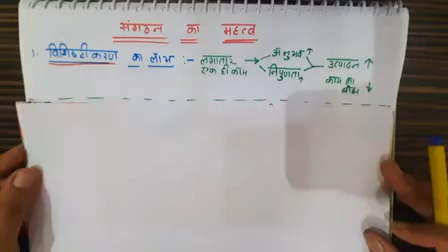 संगठन का महत्व
1. विशिष्टीकरण का लाभ :- लगातार एक ही काम → अनुभव ↑ निपुणता ↑ उत्पादन ↑
काम का बोझ ↓